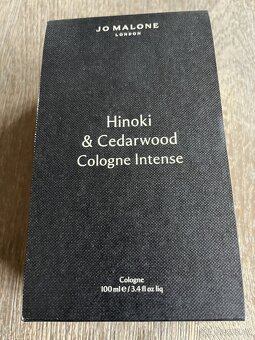 JO MALONE
LONDON
Hinoki
& Cedarwood
Cologne Intense
Cologne
100 ml ℮ / 3.4 fl oz liq